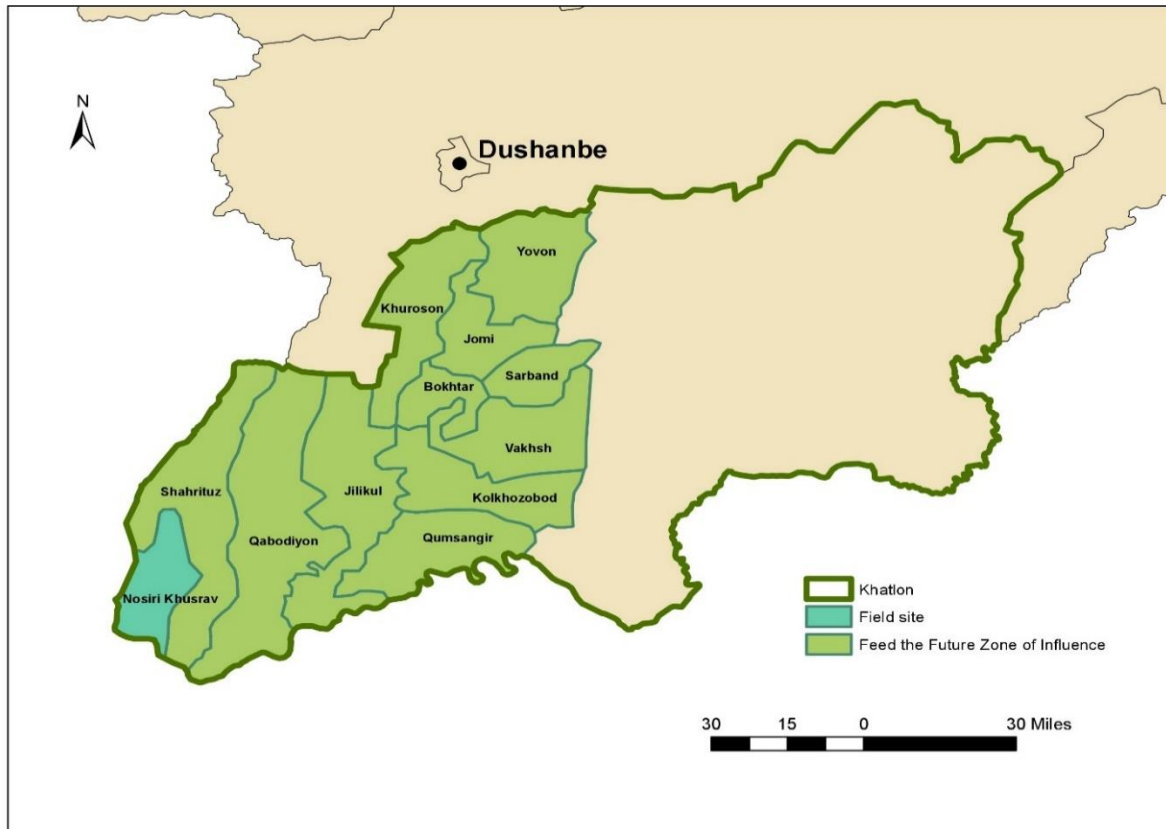 N
Dushanbe
Yovon
Khuroson
Jomi
Sarband
Bokhtar
Vakhsh
Shahrituz
Jilikul
Kolkhozobod
Qabodiyon
Qumsangir
Nosiri Khusrav
Khatlon
Field site
Feed the Future Zone of Influence
30 15 0 30 Miles